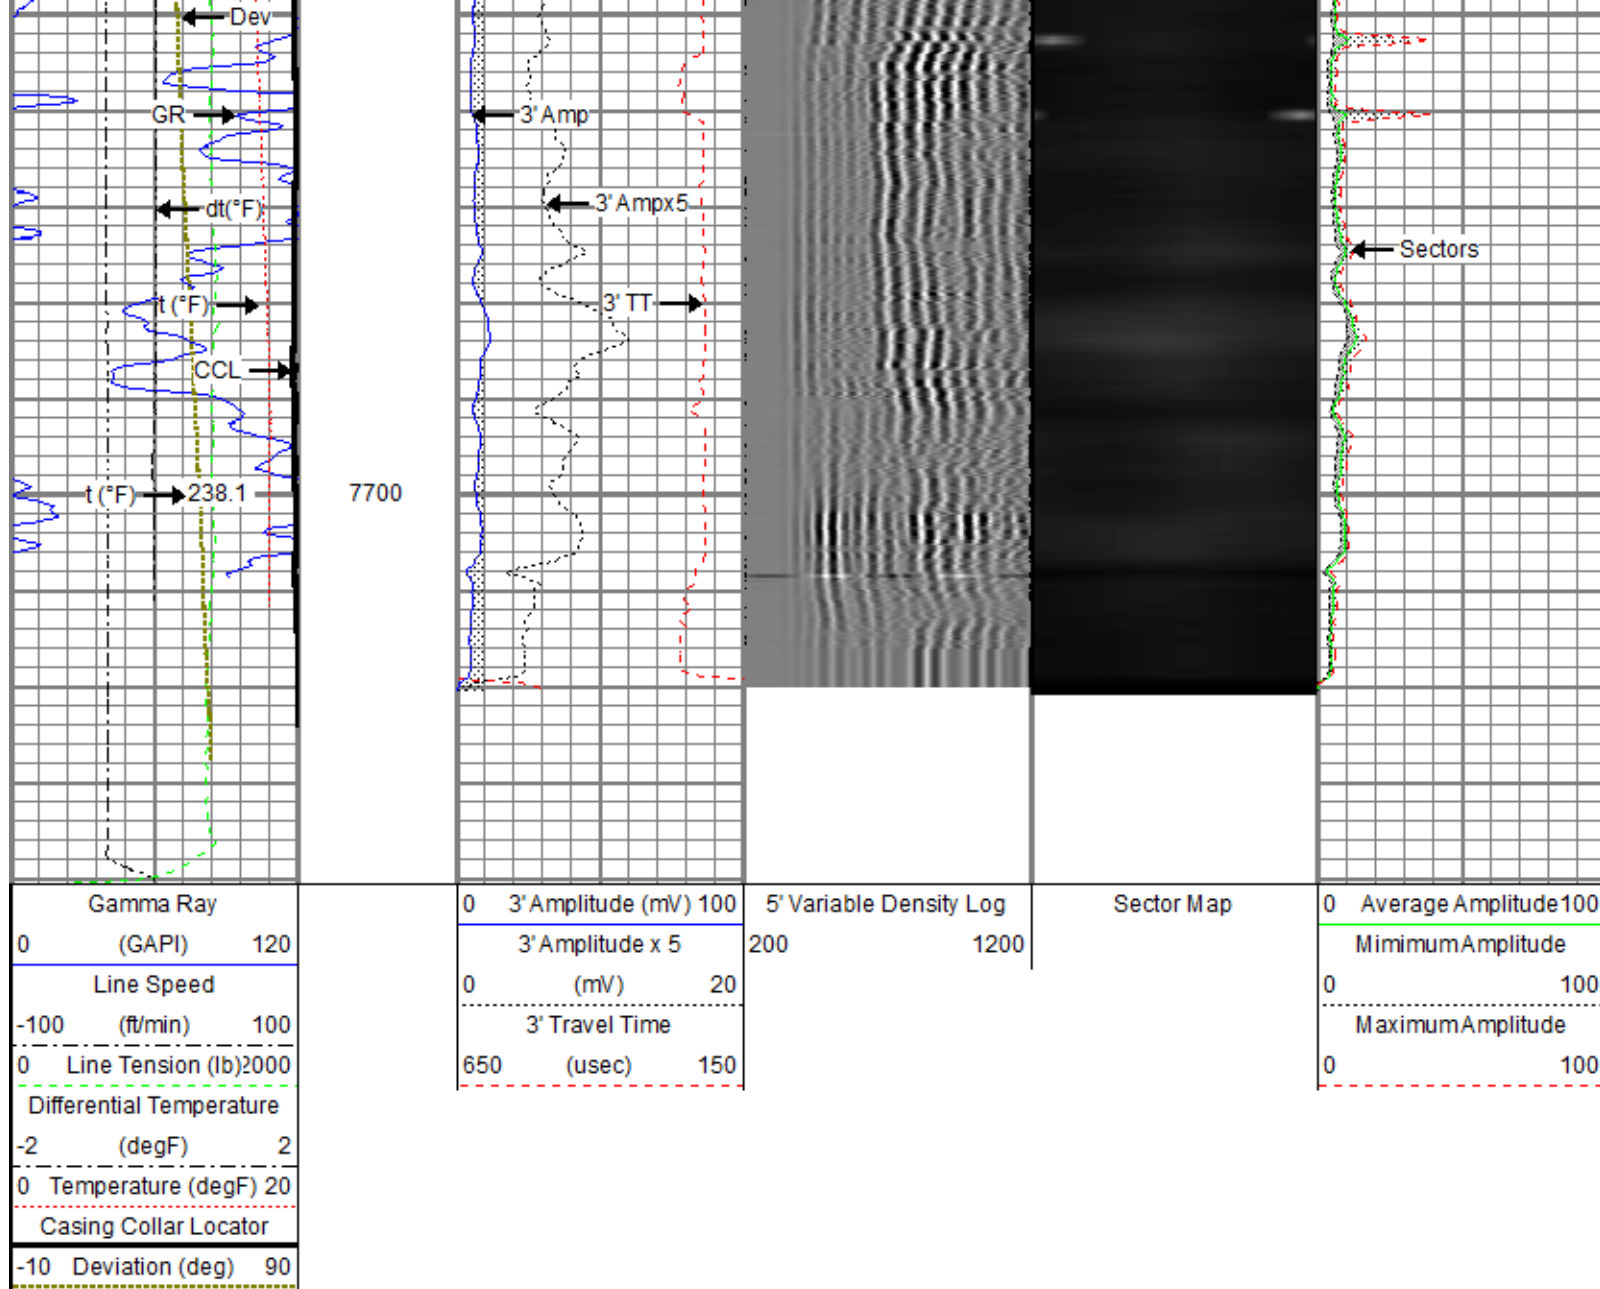 Dev
GR
3' Amp
3' Ampx5
dt(°F)
Sectors
t (°F)
3' TT
CCL
t (°F) 238.1
7700
Gamma Ray
0 (GAPI) 120
Line Speed
-100 (ft/min) 100
0 Line Tension (lb) 2000
Differential Temperature
-2 (degF) 2
0 Temperature (degF) 20
Casing Collar Locator
-10 Deviation (deg) 90
0 3' Amplitude (mV) 100
3' Amplitude x 5
0 (mV) 20
3' Travel Time
650 (usec) 150
5' Variable Density Log
200 1200
Sector Map
0 Average Amplitude 100
Mimimum Amplitude
0 100
Maximum Amplitude
0 100